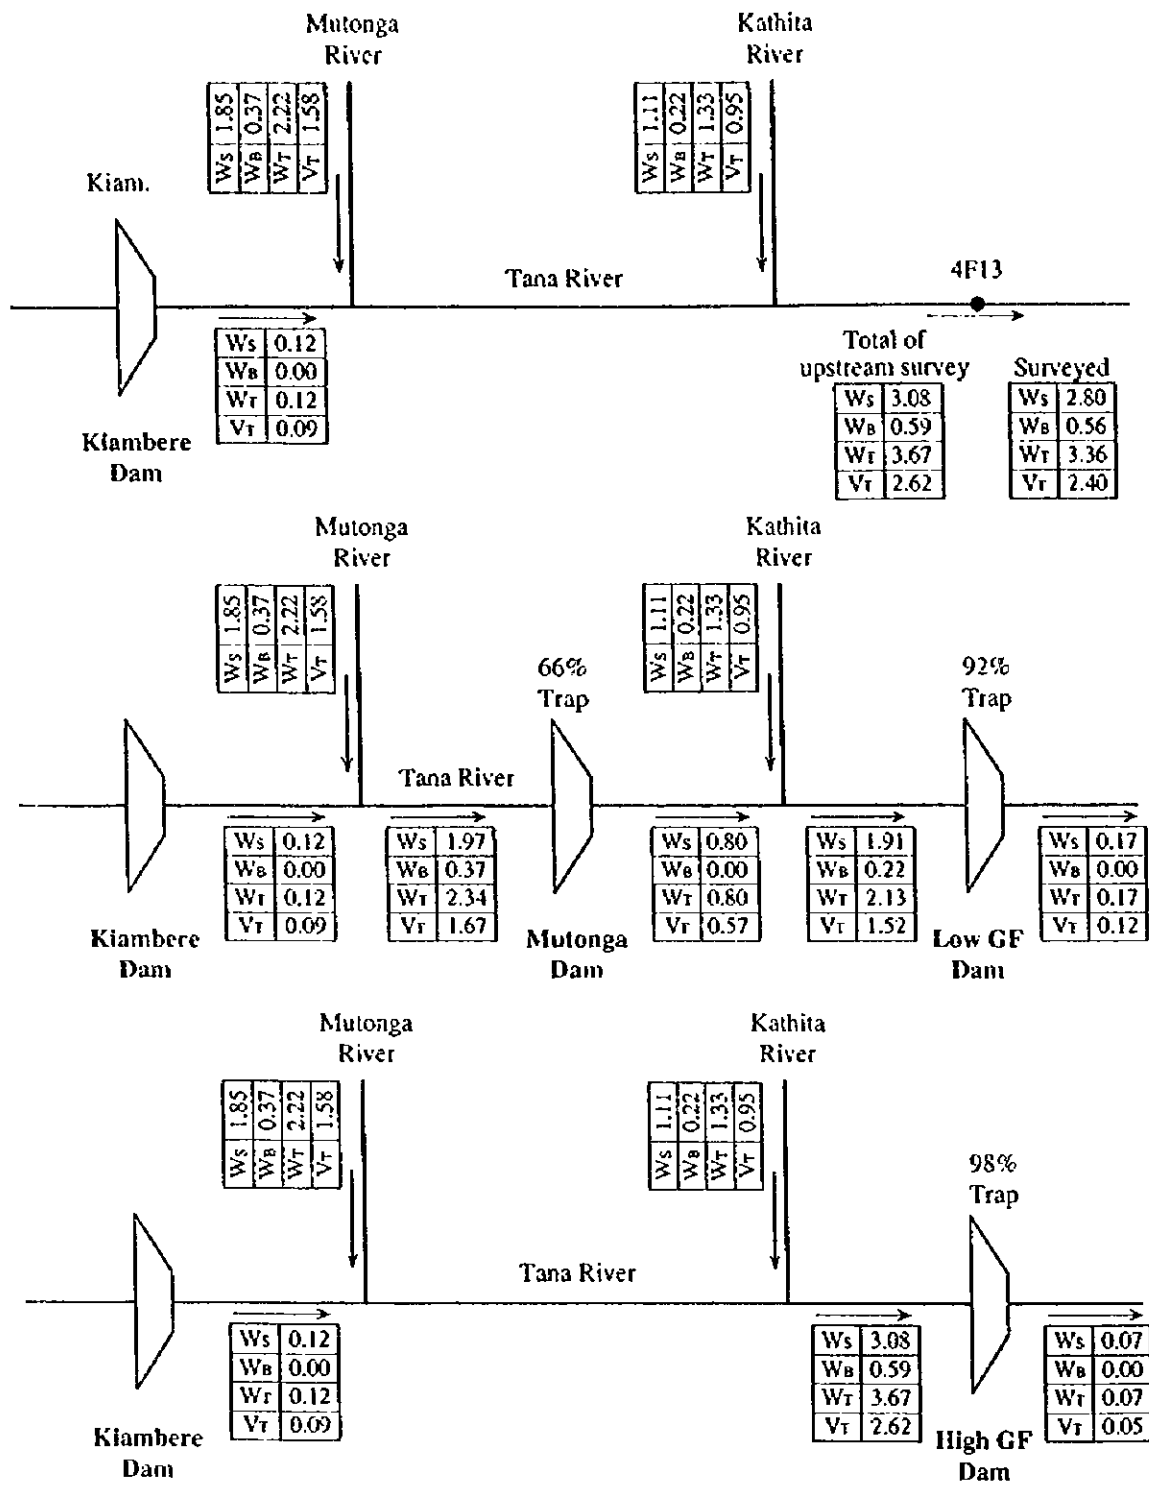 Mutonga
River
Kathita
River
Ws 1.85
WB 0.37
WT 2.22
VT 1.58
Ws 1.11
WB 0.22
WT 1.33
VT 0.95
Kiam.
Tana River
4F13
Ws 0.12
WB 0.00
WT 0.12
VT 0.09
Kiambere
Dam
Total of
upstream survey
Ws 3.08
WB 0.59
WT 3.67
VT 2.62
Surveyed
Ws 2.80
WB 0.56
WT 3.36
VT 2.40
Mutonga
River
Kathita
River
Ws 1.85
WB 0.37
WT 2.22
VT 1.58
66%
Trap
Ws 1.11
WB 0.22
WT 1.33
VT 0.95
92%
Trap
Tana River
Ws 0.12
WB 0.00
WT 0.12
VT 0.09
Ws 1.97
WB 0.37
WT 2.34
VT 1.67
Ws 0.80
WB 0.00
WT 0.80
VT 0.57
Ws 1.91
WB 0.22
WT 2.13
VT 1.52
Ws 0.17
WB 0.00
WT 0.17
VT 0.12
Kiambere
Dam
Mutonga
Dam
Low GF
Dam
Mutonga
River
Kathita
River
Ws 1.85
WB 0.37
WT 2.22
VT 1.58
Ws 1.11
WB 0.22
WT 1.33
VT 0.95
98%
Trap
Tana River
Ws 0.12
WB 0.00
WT 0.12
VT 0.09
Ws 3.08
WB 0.59
WT 3.67
VT 2.62
Ws 0.07
WB 0.00
WT 0.07
VT 0.05
Kiambere
Dam
High GF
Dam